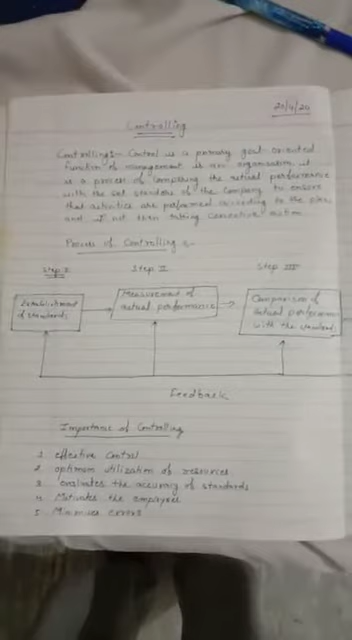 20/4/20
Controlling
Controlling:- Control is a primary goal oriented
function of management in an organisation. it
is a process of comparing the actual performance
with the set standards of the company to ensure
that activities are performed according to the plan
and if not then taking corrective action
Process of Controlling :-
Step I
Step II
Step III
Establishment
of standards
Measurement of
actual performance
Comparison of
actual performance
with the standards
Feedback
Importance of Controlling
1 effective control
2 optimum utilization of resources
3 evaluates the accuracy of standards
4 Motivates the employees
5 Minimises errors